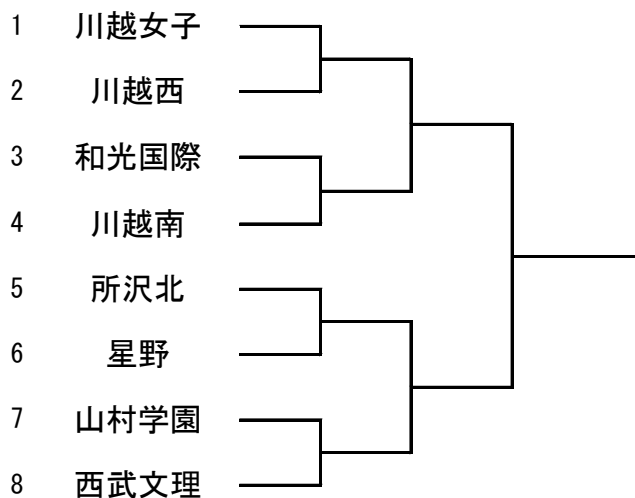 1 川越女子
2 川越西
3 和光国際
4 川越南
5 所沢北
6 星野
7 山村学園
8 西武文理